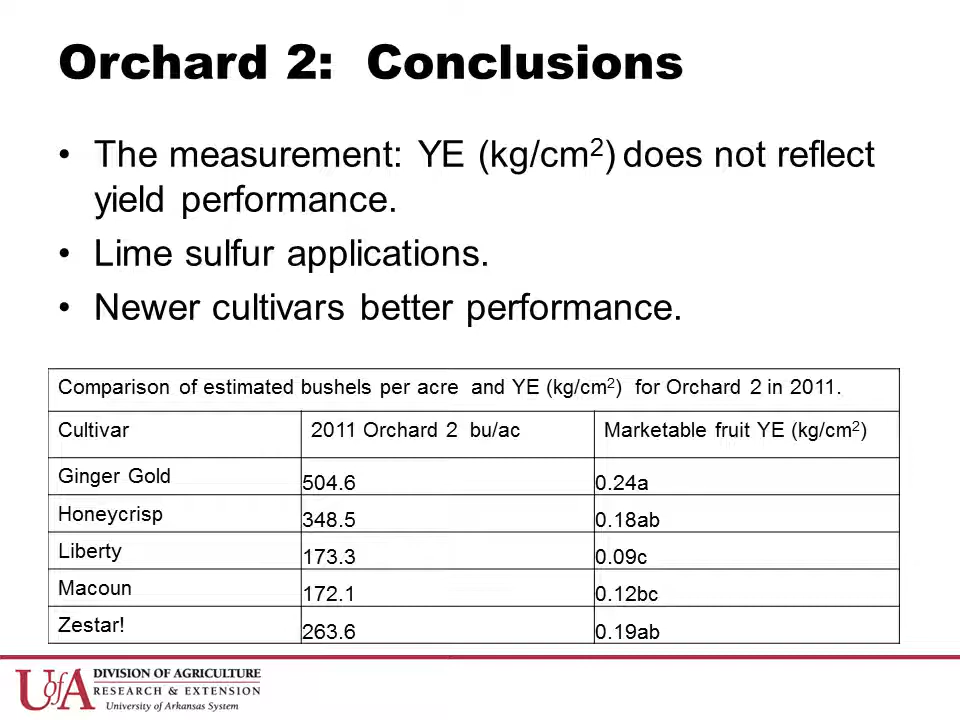 Orchard 2: Conclusions
• The measurement: YE (kg/cm²) does not reflect
yield performance.
• Lime sulfur applications.
• Newer cultivars better performance.
Comparison of estimated bushels per acre and YE (kg/cm²) for Orchard 2 in 2011.
Cultivar 2011 Orchard 2 bu/ac Marketable fruit YE (kg/cm²)
Ginger Gold 504.6 0.24a
Honeycrisp 348.5 0.18ab
Liberty 173.3 0.09c
Macoun 172.1 0.12bc
Zestar! 263.6 0.19ab
UofA DIVISION OF AGRICULTURE
RESEARCH & EXTENSION
University of Arkansas System